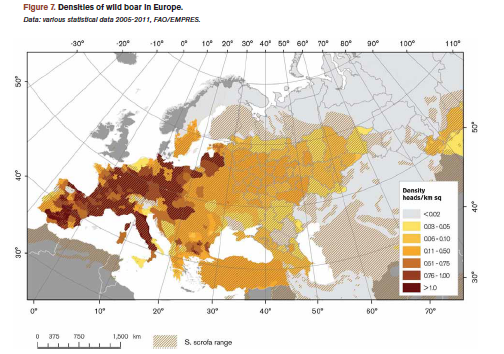 Figure 7. Densities of wild boar in Europe.
Data: various statistical data 2005-2011, FAO/EMPRES.
-30° -20° -10° 0° 10° 20° 30° 40° 50° 60° 70° 80° 90° 100° 110°
50° 50°
40° 40°
30° 30°
Density
heads/km sq
<0.02
0.03 - 0.05
0.06 - 0.10
0.11 - 0.50
0.51 - 0.75
0.76 - 1.00
>1.0
0° 10° 20° 30° 40° 50° 60° 70°
0 375 750 1,500 km
S. scrofa range